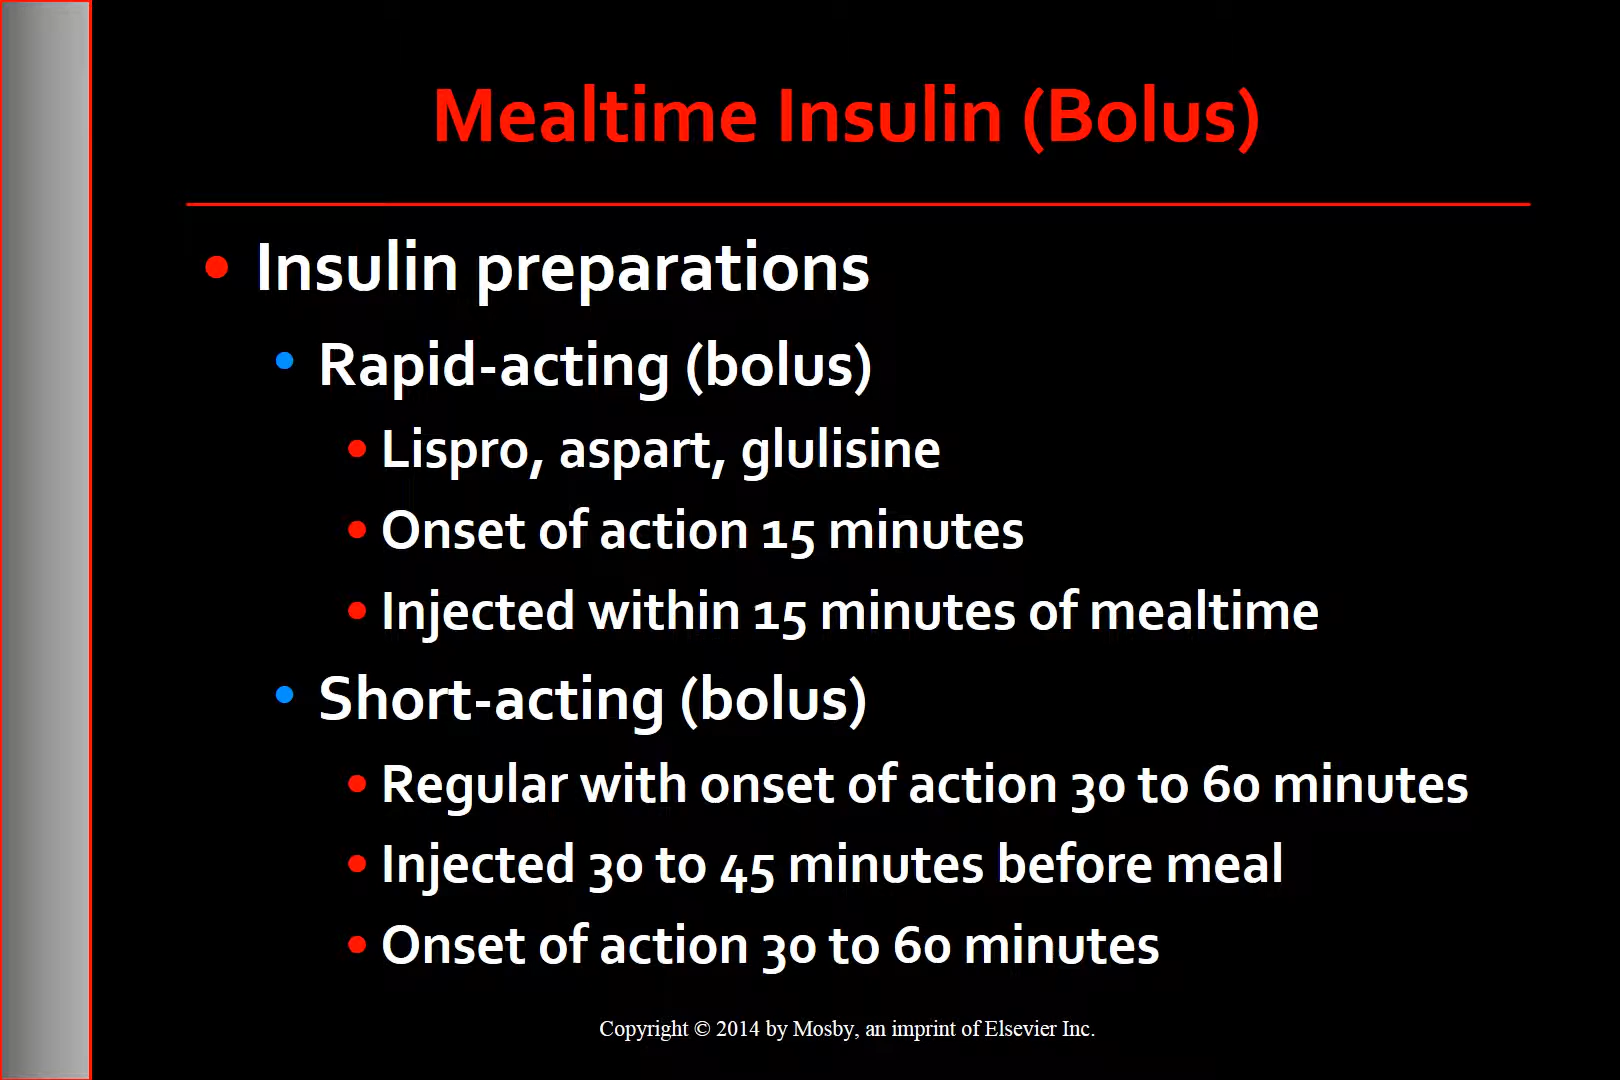 Mealtime Insulin (Bolus)
• Insulin preparations
• Rapid-acting (bolus)
• Lispro, aspart, glulisine
• Onset of action 15 minutes
• Injected within 15 minutes of mealtime
• Short-acting (bolus)
• Regular with onset of action 30 to 60 minutes
• Injected 30 to 45 minutes before meal
• Onset of action 30 to 60 minutes
Copyright © 2014 by Mosby, an imprint of Elsevier Inc.